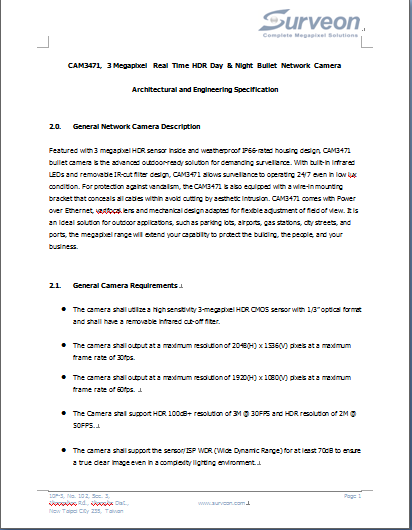 Surveon
Complete Megapixel Solutions
CAM3471, 3 Megapixel Real Time HDR Day & Night Bullet Network Camera
Architectural and Engineering Specification
2.0. General Network Camera Description
Featured with 3 megapixel HDR sensor inside and weatherproof IP66-rated housing design, CAM3471
bullet camera is the advanced outdoor-ready solution for demanding surveillance. With built-in infrared
LEDs and removable IR-cut filter design, CAM3471 allows surveillance to operating 24/7 even in low lux
condition. For protection against vandalism, the CAM3471 is also equipped with a wire-in mounting
bracket that conceals all cables within avoid cutting by aesthetic intrusion. CAM3471 comes with Power
over Ethernet, varifocal lens and mechanical design adapted for flexible adjustment of field of view. It is
an ideal solution for outdoor applications, such as parking lots, airports, gas stations, city streets, and
ports, the megapixel range will extend your capability to protect the building, the people, and your
business.
2.1. General Camera Requirements
● The camera shall utilize a high sensitivity 3-megapixel HDR CMOS sensor with 1/3" optical format
and shall have a removable infrared cut-off filter.
● The camera shall output at a maximum resolution of 2048(H) x 1536(V) pixels at a maximum
frame rate of 30fps.
● The camera shall output at a maximum resolution of 1920(H) x 1080(V) pixels at a maximum
frame rate of 60fps.
● The Camera shall support HDR 100dB+ resolution of 3M @ 30FPS and HDR resolution of 2M @
50FPS.
● The camera shall support the sensor/ISP WDR (Wide Dynamic Range) for at least 70dB to ensure
a true clear image even in a complexity lighting environment.
No. 102, Sec. 3,
www.surveon.com
Page 1
New Taipei City 235, Taiwan